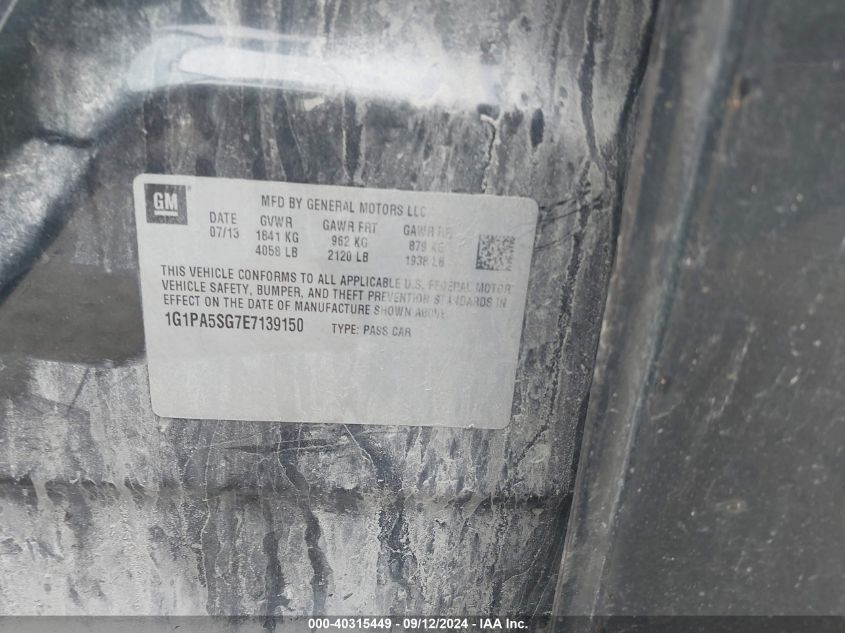 GM
MFD BY GENERAL MOTORS LLC
DATE GVWR GAWR FRT GAWR RR
07/13 1841 KG 962 KG 879 KG
4058 LB 2120 LB 1938 LB
THIS VEHICLE CONFORMS TO ALL APPLICABLE U.S. FEDERAL MOTOR
VEHICLE SAFETY, BUMPER, AND THEFT PREVENTION STANDARDS IN
EFFECT ON THE DATE OF MANUFACTURE SHOWN ABOVE.
1G1PA5SG7E7139150 TYPE: PASS CAR
000-40315449 - 09/12/2024 - IAA Inc.